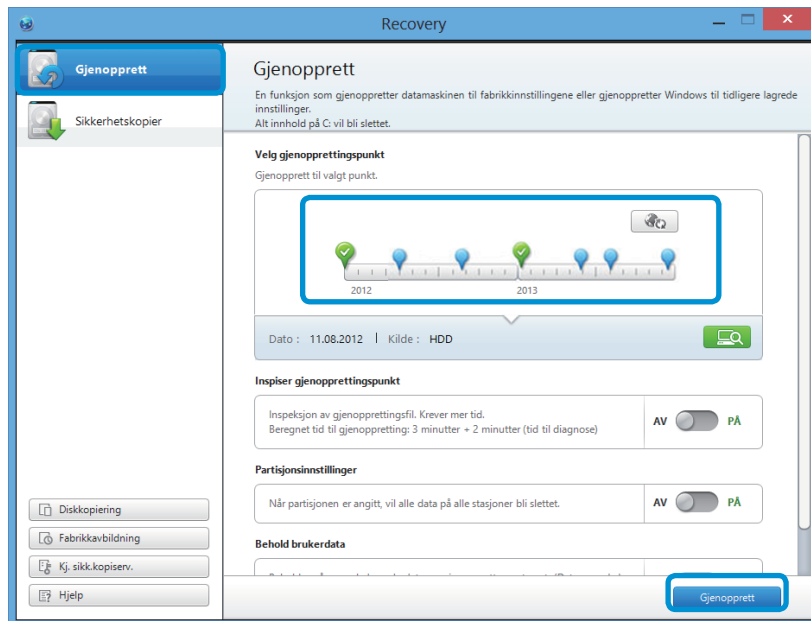 Recovery
Gjenopprett
Sikkerhetskopier
Diskkopiering
Fabrikkavbildning
Kj. sikk.kopiserv.
Hjelp
Gjenopprett
En funksjon som gjenoppretter datamaskinen til fabrikkinnstillingene eller gjenoppretter Windows til tidligere lagrede
innstillinger.
Alt innhold på C: vil bli slettet.
Velg gjenopprettingspunkt
Gjenopprett til valgt punkt.
2012 2013
Dato : 11.08.2012 | Kilde : HDD
Inspiser gjenopprettingspunkt
Inspeksjon av gjenopprettingsfil. Krever mer tid.
Beregnet tid til gjenoppretting: 3 minutter + 2 minutter (tid til diagnose)
AV PÅ
Partisjonsinnstillinger
Når partisjonen er angitt, vil alle data på alle stasjoner bli slettet.
AV PÅ
Behold brukerdata
Gjenopprett